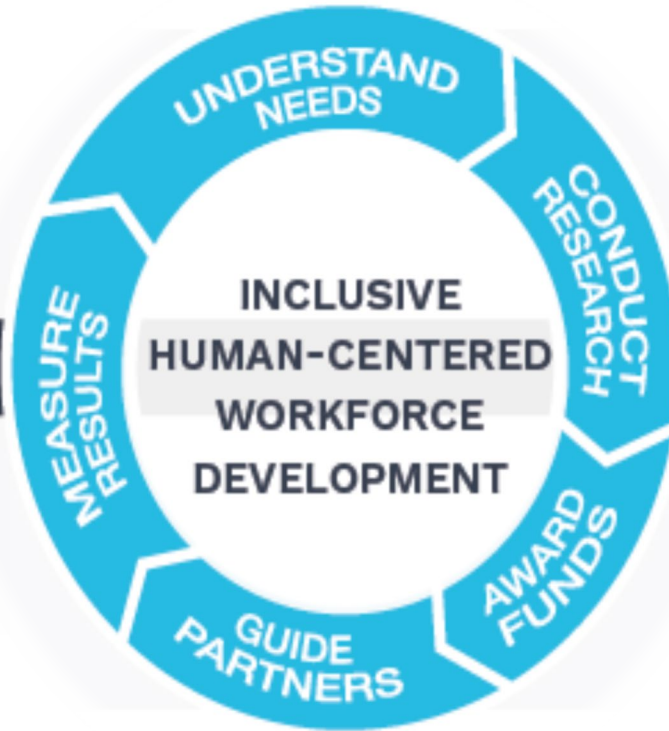 UNDERSTAND
NEEDS
CONDUCT
RESEARCH
AWARD
FUNDS
GUIDE
PARTNERS
MEASURE
RESULTS
INCLUSIVE
HUMAN-CENTERED
WORKFORCE
DEVELOPMENT